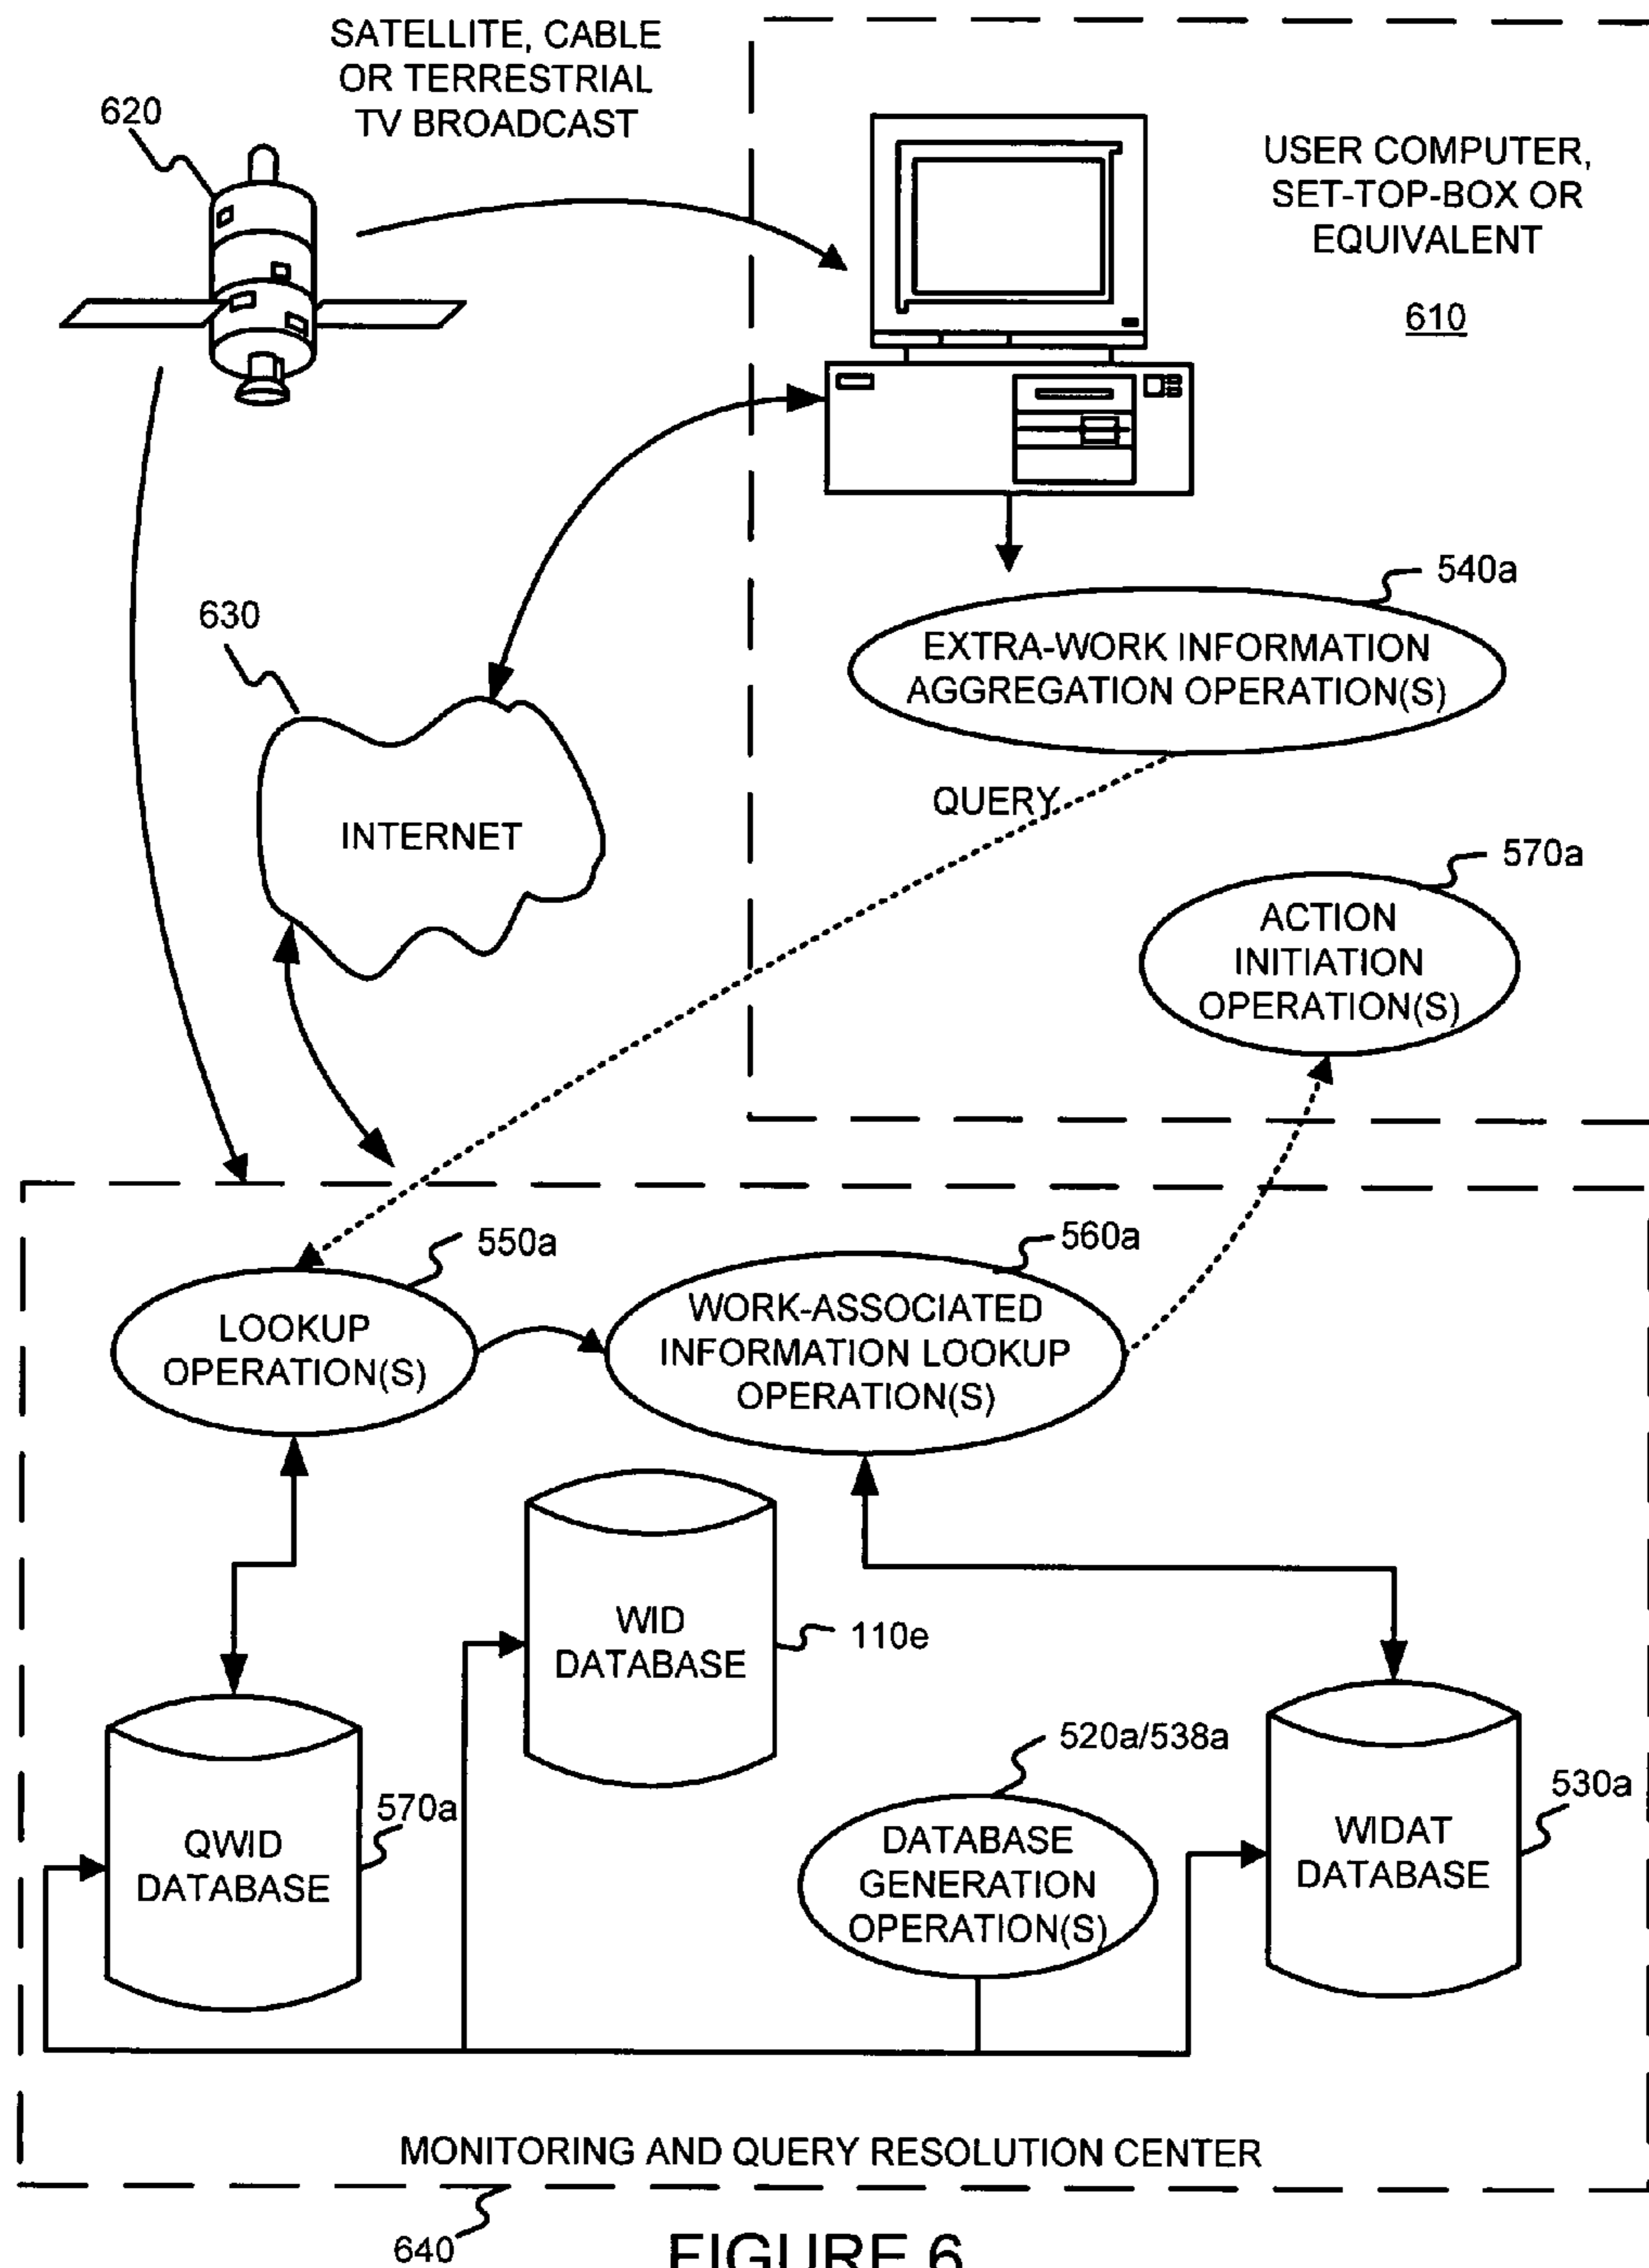 SATELLITE, CABLE
OR TERRESTRIAL
TV BROADCAST
620
USER COMPUTER,
SET-TOP-BOX OR
EQUIVALENT
610
540a
EXTRA-WORK INFORMATION
AGGREGATION OPERATION(S)
630
INTERNET
QUERY
570a
ACTION
INITIATION
OPERATION(S)
550a
LOOKUP
OPERATION(S)
560a
WORK-ASSOCIATED
INFORMATION LOOKUP
OPERATION(S)
WID
DATABASE
110e
QWID
DATABASE
570a
520a/538a
DATABASE
GENERATION
OPERATION(S)
WIDAT
DATABASE
530a
MONITORING AND QUERY RESOLUTION CENTER
640
FIGURE 6